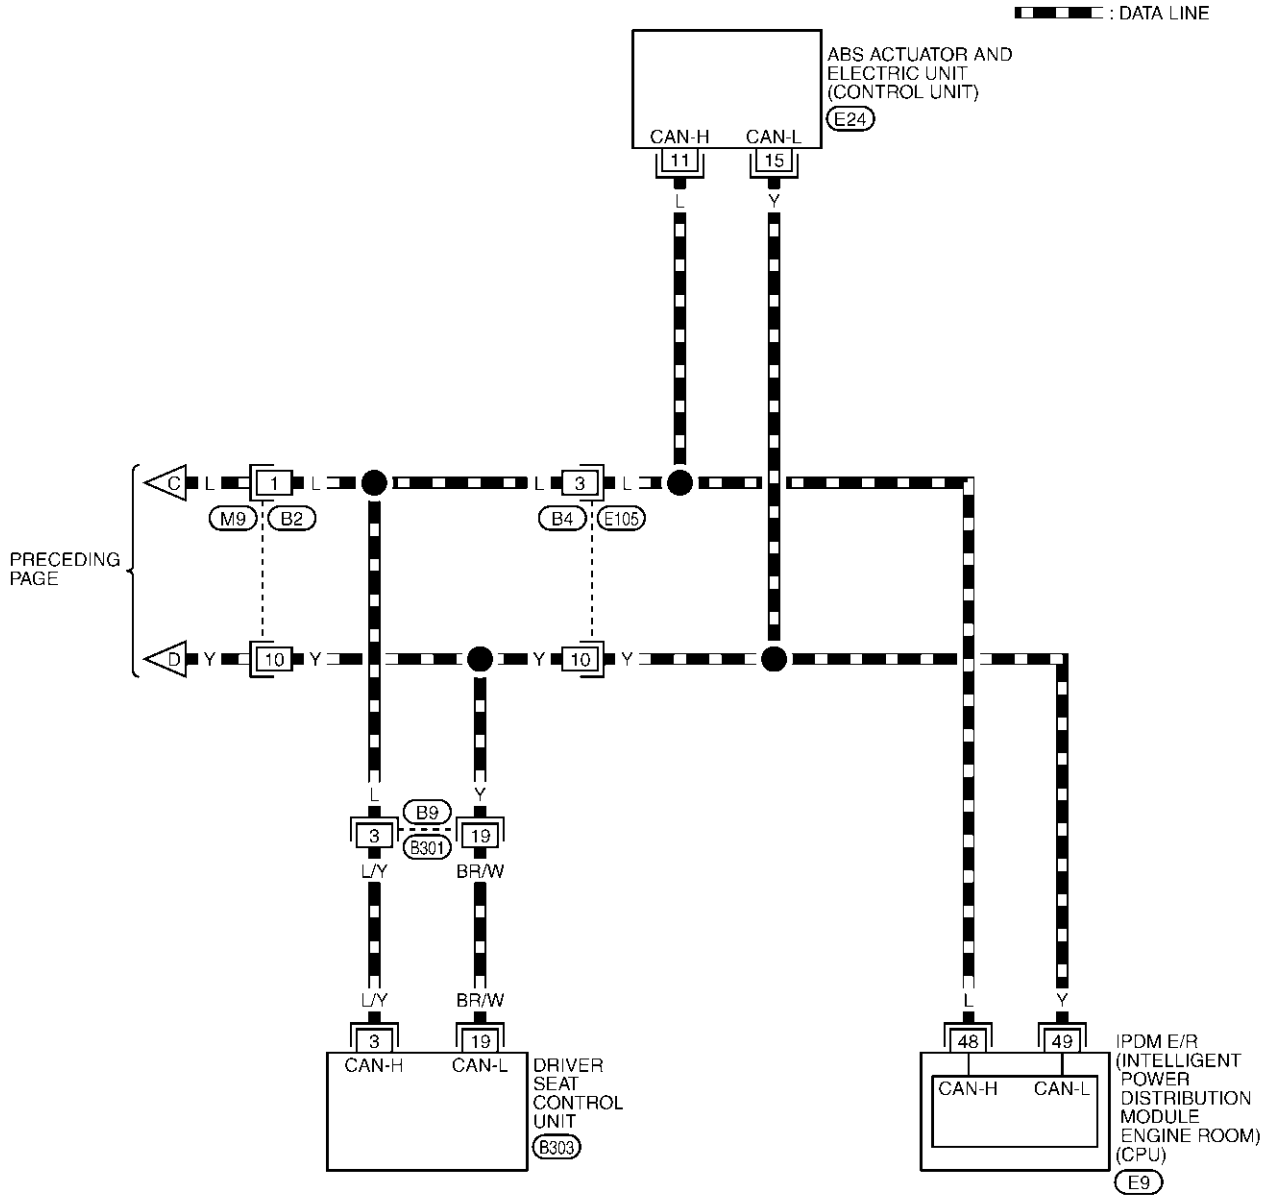 : DATA LINE
ABS ACTUATOR AND
ELECTRIC UNIT
(CONTROL UNIT)
E24
CAN-H CAN-L
11 15
L Y
C L 1 L L 3 L
M9 B2 B4 E105
PRECEDING
PAGE
D Y 10 Y Y 10 Y
L Y
B9
3 19
B301
L/Y BR/W
L/Y BR/W
3 19
CAN-H CAN-L
DRIVER
SEAT
CONTROL
UNIT
B303
L Y
48 49
CAN-H CAN-L
IPDM E/R
(INTELLIGENT
POWER
DISTRIBUTION
MODULE
ENGINE ROOM)
(CPU)
E9